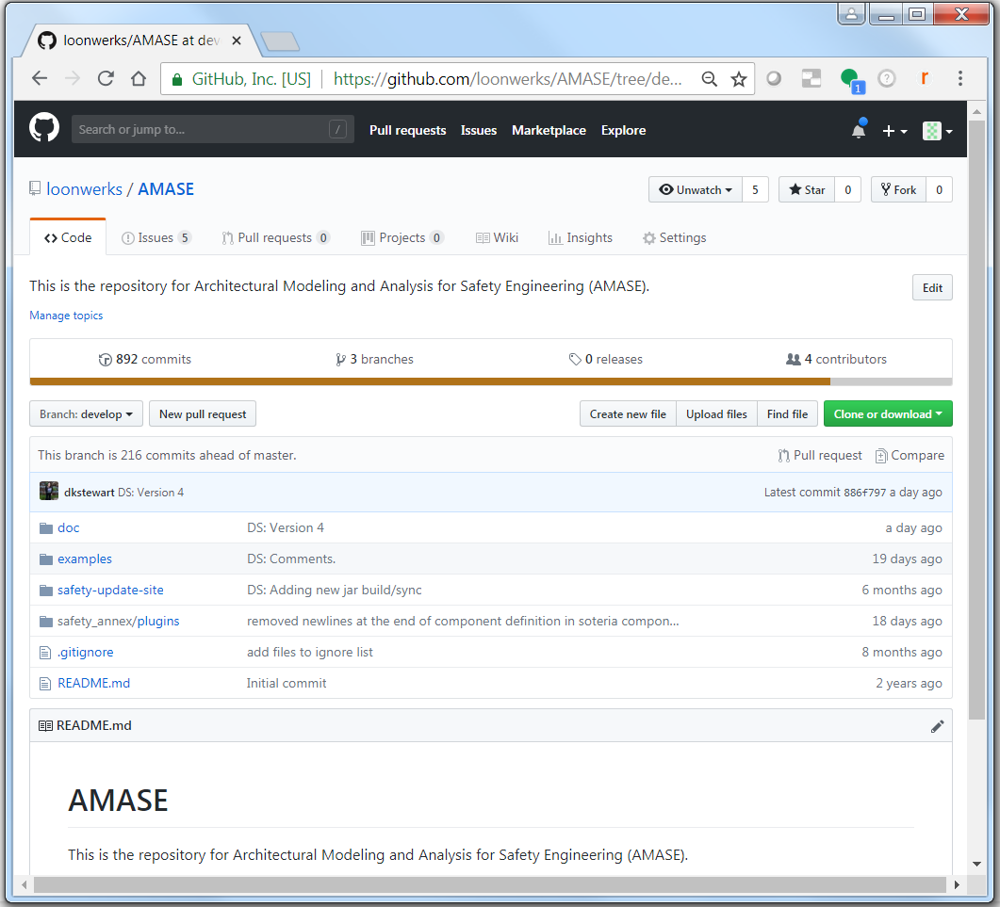 loonwerks/AMASE at dev
GitHub, Inc. [US] https://github.com/loonwerks/AMASE/tree/de...
1 ? r
Search or jump to... / Pull requests Issues Marketplace Explore
loonwerks / AMASE Unwatch 5 Star 0 Fork 0
Code Issues 5 Pull requests 0 Projects 0 Wiki Insights Settings
This is the repository for Architectural Modeling and Analysis for Safety Engineering (AMASE). Edit
Manage topics
892 commits 3 branches 0 releases 4 contributors
Branch: develop New pull request Create new file Upload files Find file Clone or download
This branch is 216 commits ahead of master. Pull request Compare
dkstewart DS: Version 4 Latest commit 886f797 a day ago
doc DS: Version 4 a day ago
examples DS: Comments. 19 days ago
safety-update-site DS: Adding new jar build/sync 6 months ago
safety_annex/plugins removed newlines at the end of component definition in soteria compon... 18 days ago
.gitignore add files to ignore list 8 months ago
README.md Initial commit 2 years ago
README.md
AMASE
This is the repository for Architectural Modeling and Analysis for Safety Engineering (AMASE).